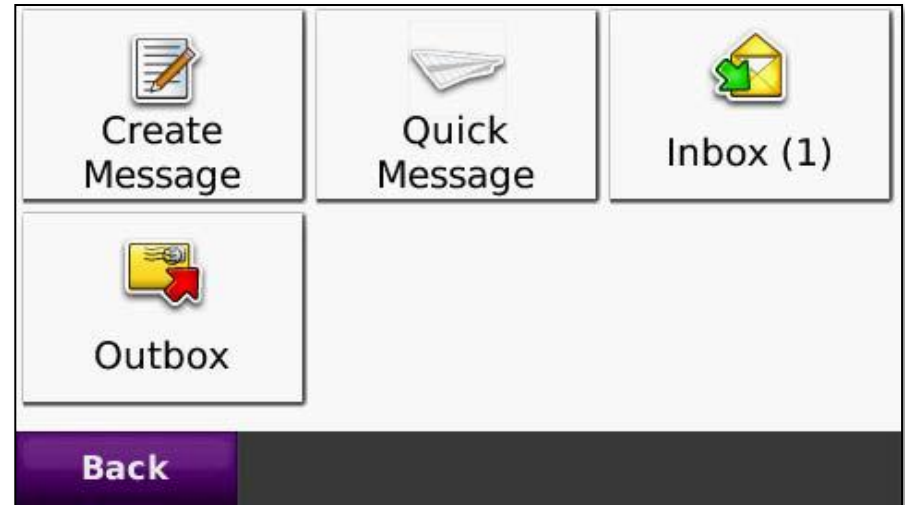 Create
Message
Quick
Message
Inbox (1)
Outbox
Back